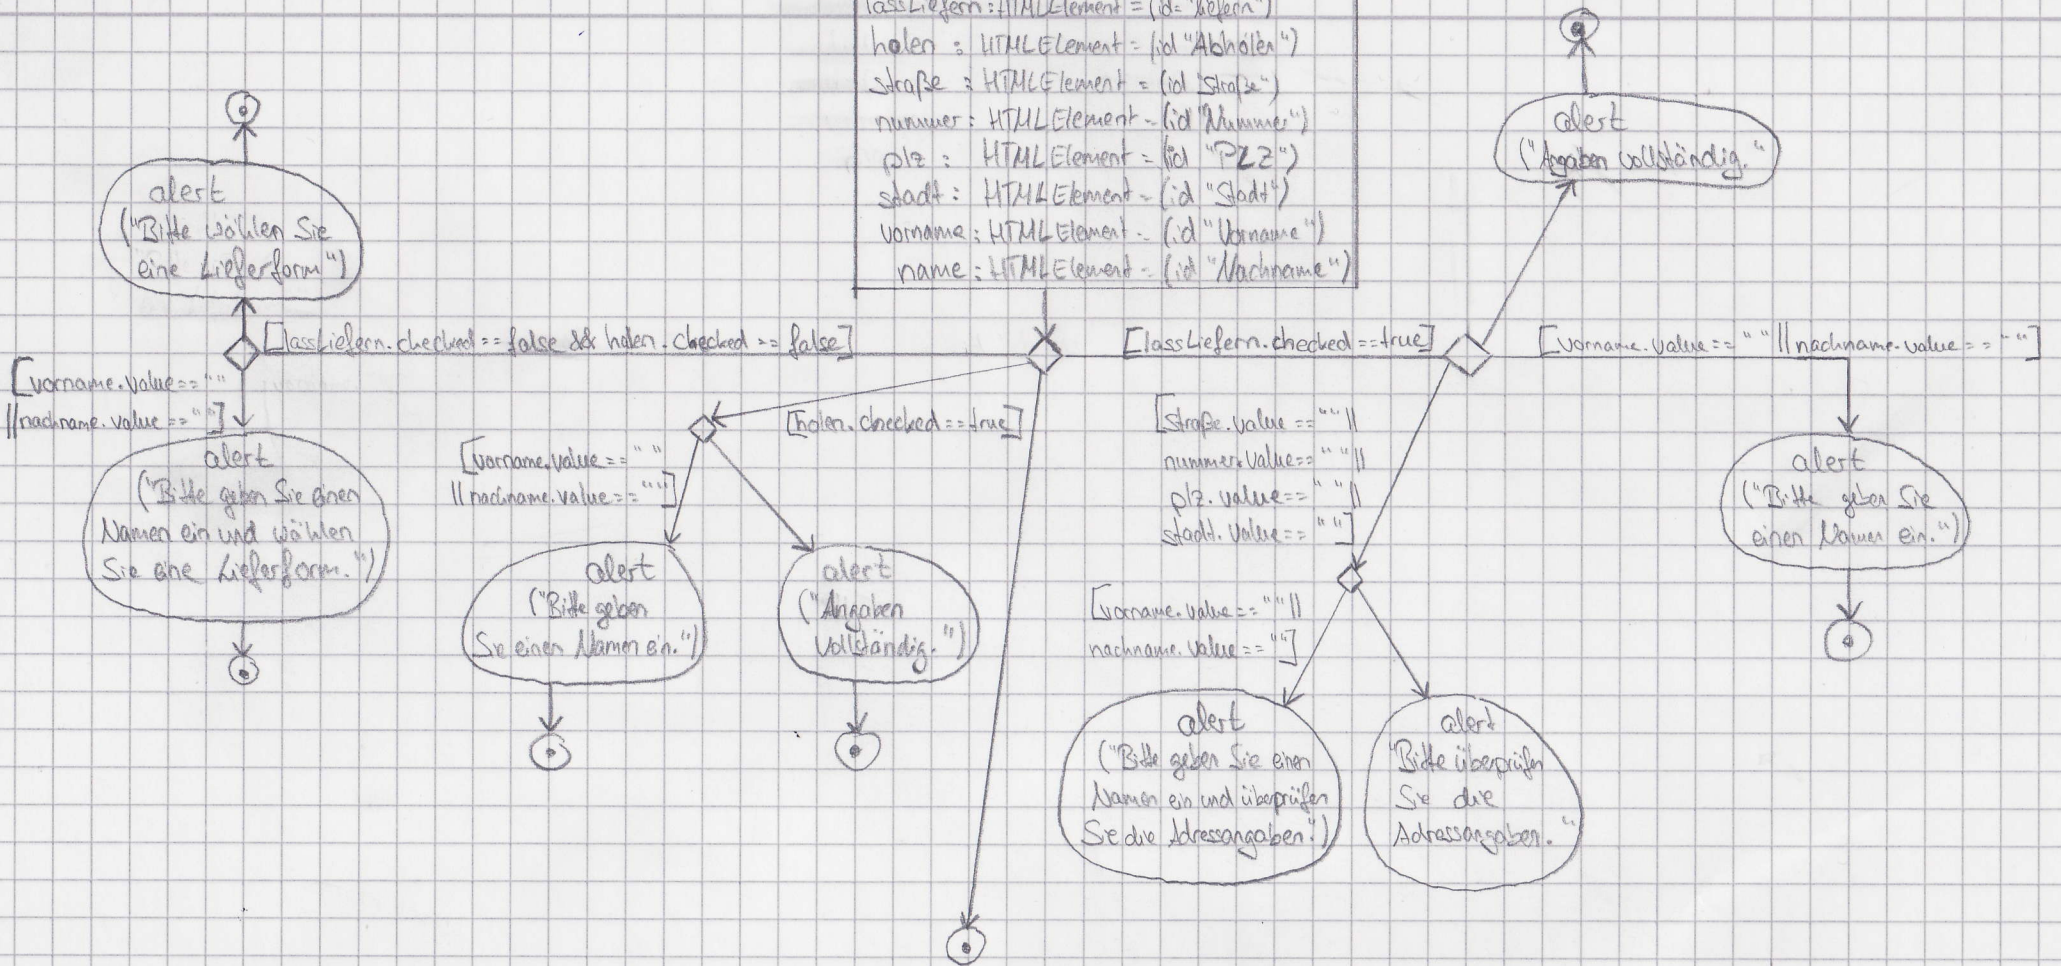 lassLiefern : HTMLElement = (id= "Liefern")
holen : HTMLElement = (id "Abholen")
straße : HTMLElement = (id "Straße")
nummer : HTMLElement = (id "Nummer")
plz : HTMLElement = (id "PLZ")
stadt : HTMLElement = (id "Stadt")
vorname : HTMLElement = (id "Vorname")
name : HTMLElement = (id "Nachname")
alert
("Bitte wählen Sie
eine Lieferform")
alert
("Angaben vollständig."
[lassLiefern.checked == false && holen.checked == false]
[lassLiefern.checked == true]
[vorname.value == "" || nachname.value == ""]
[vorname.value == ""
|| nachname.value == ""]
alert
("Bitte geben Sie einen
Namen ein und wählen
Sie eine Lieferform.")
[holen.checked == true]
[vorname.value == ""
|| nachname.value == ""]
alert
("Bitte geben
Sie einen Namen ein.")
alert
("Angaben
vollständig.")
[straße.value == "" ||
nummer.value == "" ||
plz.value == "" ||
stadt.value == ""]
alert
("Bitte geben Sie
einen Namen ein.")
[vorname.value == "" ||
nachname.value == ""]
alert
("Bitte geben Sie einen
Namen ein und überprüfen
Sie die Adressangaben.")
alert
"Bitte überprüfen
Sie die
Adressangaben."